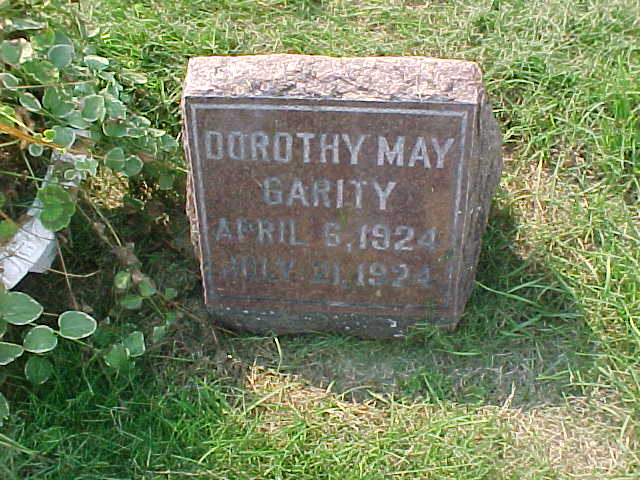 DOROTHY MAY
GARITY
APRIL 6, 1924
JULY 21, 1924